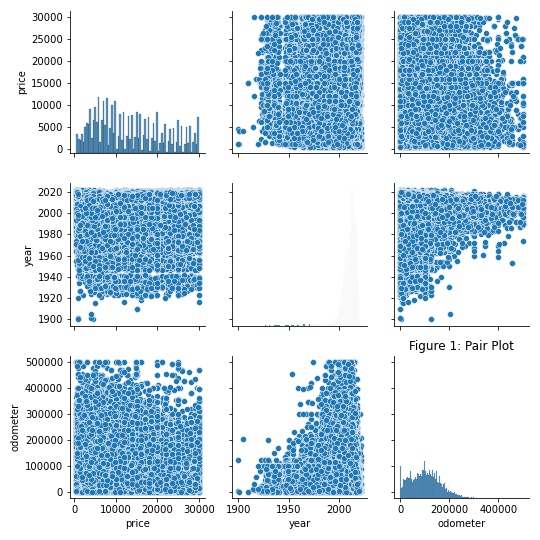 30000
25000
20000
15000
10000
5000
0
price
2020
2000
1980
1960
1940
1920
1900
year
Figure 1: Pair Plot
500000
400000
300000
200000
100000
0
odometer
0 10000 20000 30000
1900 1950 2000
0 200000 400000
price year odometer